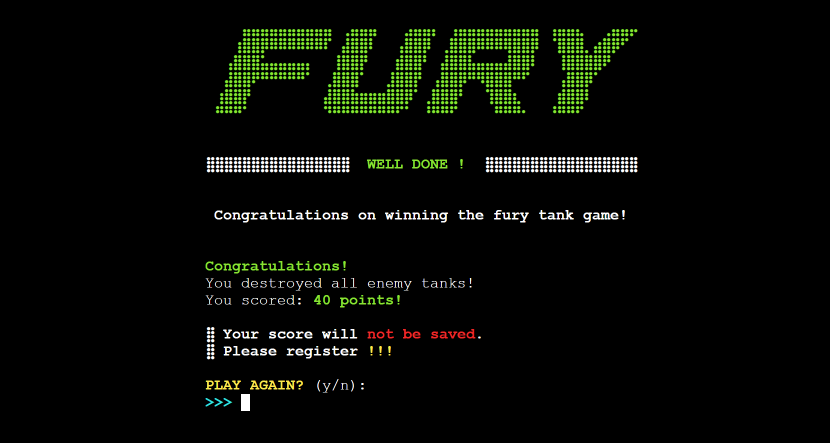 FURY
WELL DONE !
Congratulations on winning the fury tank game!
Congratulations!
You destroyed all enemy tanks!
You scored: 40 points!
Your score will not be saved.
Please register !!!
PLAY AGAIN? (y/n):
>>>